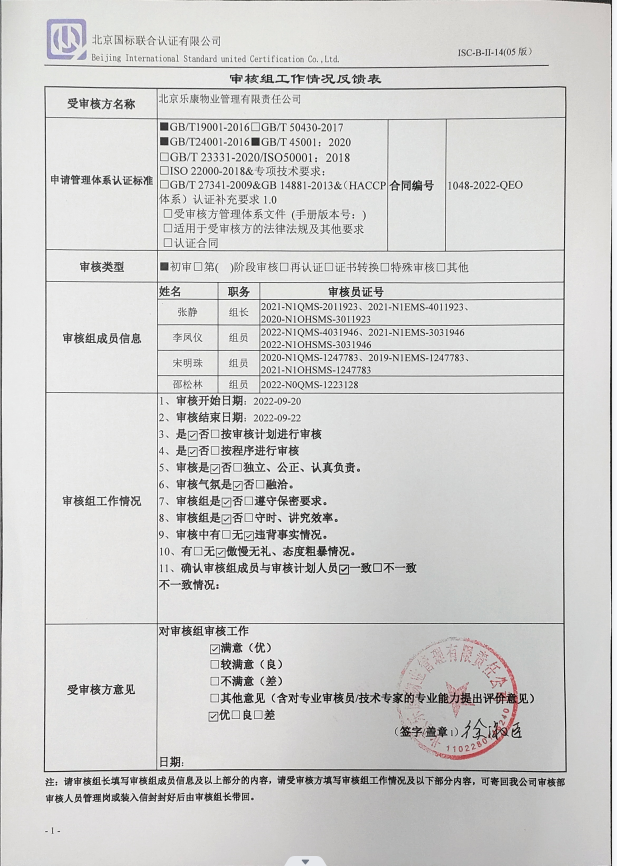 北京国标联合认证有限公司
Beijing International Standard united Certification Co.,Ltd.
ISC-B-II-14(05版)
审核组工作情况反馈表
受审核方名称
北京乐康物业管理有限责任公司
申请管理体系认证标准
■GB/T19001-2016□GB/T 50430-2017
■GB/T24001-2016■GB/T 45001：2020
□GB/T 23331-2020/ISO50001：2018
□ISO 22000-2018&专项技术要求：
□GB/T 27341-2009&GB 14881-2013&（HACCP
体系）认证补充要求 1.0
□受审核方管理体系文件（手册版本号：）
□适用于受审核方的法律法规及其他要求
□认证合同
合同编号
1048-2022-QEO
审核类型
■初审□第( )阶段审核□再认证□证书转换□特殊审核□其他
审核组成员信息
姓名 职务 审核员证号
张静 组长 2021-N1QMS-2011923、2021-N1EMS-4011923、
2020-N1OHSMS-3011923
李凤仪 组员 2022-N1QMS-4031946、2021-N1EMS-3031946
2022-N1OHSMS-3031946
宋明珠 组员 2020-N1QMS-1247783、2019-N1EMS-1247783、
2021-N1OHSMS-1247783
邵松林 组员 2022-N0QMS-1223128
审核组工作情况
1、审核开始日期：2022-09-20
2、审核结束日期：2022-09-22
3、是☑否□按审核计划进行审核
4、是☑否□按程序进行审核
5、审核是☑否□独立、公正、认真负责。
6、审核气氛是☑否□融洽。
7、审核组是☑否□遵守保密要求。
8、审核组是☑否□守时、讲究效率。
9、审核中有□无☑违背事实情况。
10、有□无☑傲慢无礼、态度粗暴情况。
11、确认审核组成员与审核计划人员☑一致□不一致
不一致情况：
受审核方意见
对审核组审核工作
☑满意（优）
□较满意（良）
□不满意（差）
□其他意见（含对专业审核员/技术专家的专业能力提出评价意见）
☑优□良□差
（签字/盖章）
日期：
注：请审核组长填写审核组成员信息及以上部分的内容，请受审核方填写审核组工作情况及以下部分内容，可寄回我公司审核部
审核人员管理岗或装入信封封好后由审核组长带回。
- 1 -